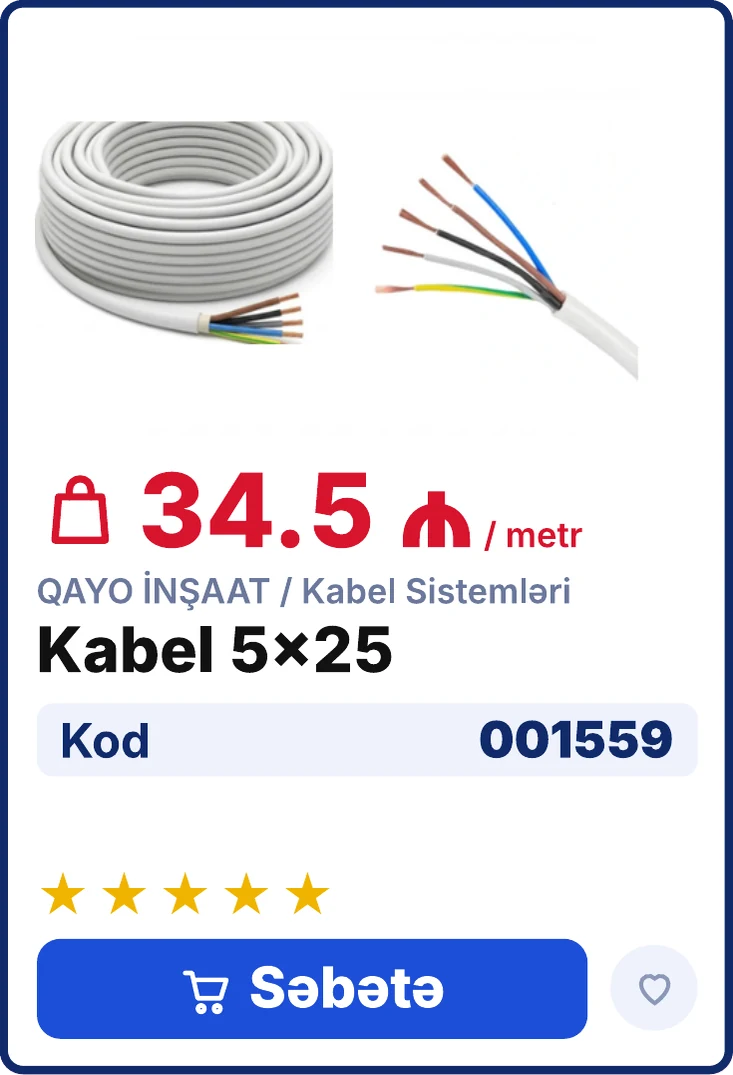 34.5 ₼ / metr
QAYO İNŞAAT / Kabel Sistemləri
Kabel 5×25
Kod 001559
Səbətə